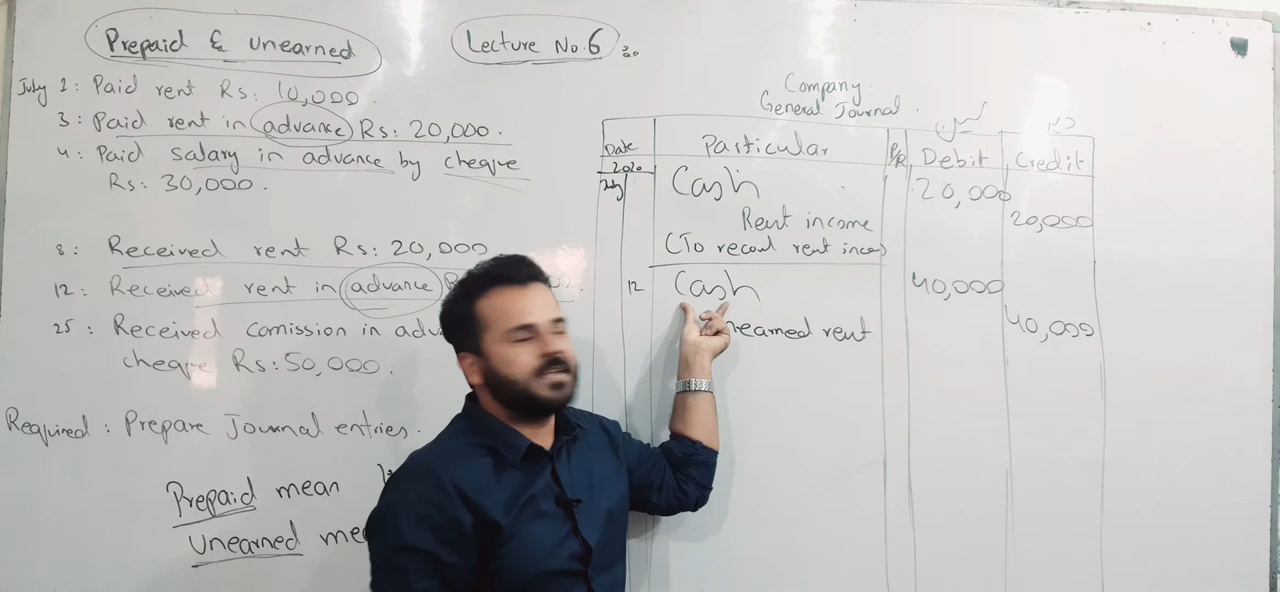 Prepaid & Unearned
Lecture No.6
July 2: Paid rent Rs: 10,000.
3: Paid rent in advance Rs: 20,000.
4: Paid salary in advance by cheque
Rs: 30,000.
8: Received rent Rs: 20,000
12: Received rent in advance
25: Received comission in adv
cheque Rs: 50,000.
Required: Prepare Journal entries.
Prepaid mean
Unearned me
Company
General Journal.
Date Particular P/R Debit Credit
2020
July Cash 20,000
Rent income 20,000
(To record rent income)
12 Cash 40,000
nearned rent 40,000